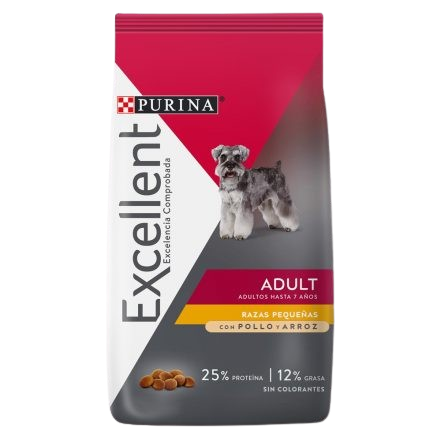 PURINA
Excellent
Excelencia Comprobada
ADULT
ADULTOS HASTA 7 AÑOS
RAZAS PEQUEÑAS
CON POLLO Y ARROZ
25% PROTEÍNA | 12% GRASA
SIN COLORANTES